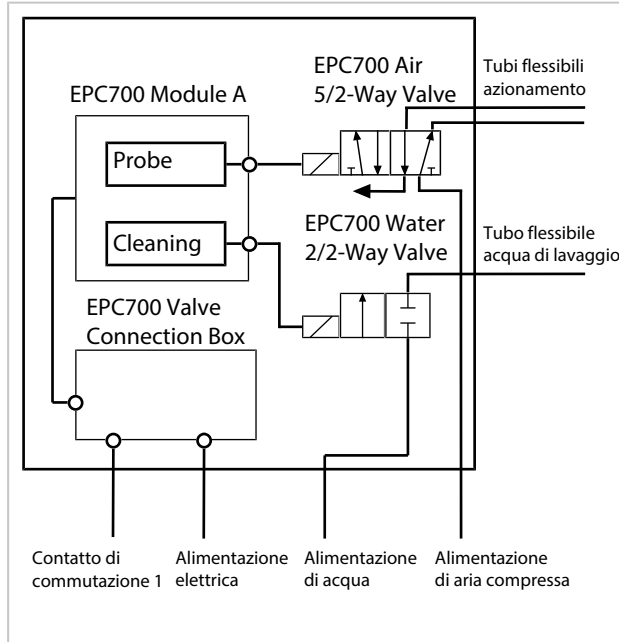 EPC700 Air
5/2-Way Valve
Tubi flessibili
azionamento
EPC700 Module A
Probe
Cleaning
EPC700 Water
2/2-Way Valve
Tubo flessibile
acqua di lavaggio
EPC700 Valve
Connection Box
Contatto di
commutazione 1
Alimentazione
elettrica
Alimentazione
di acqua
Alimentazione
di aria compressa